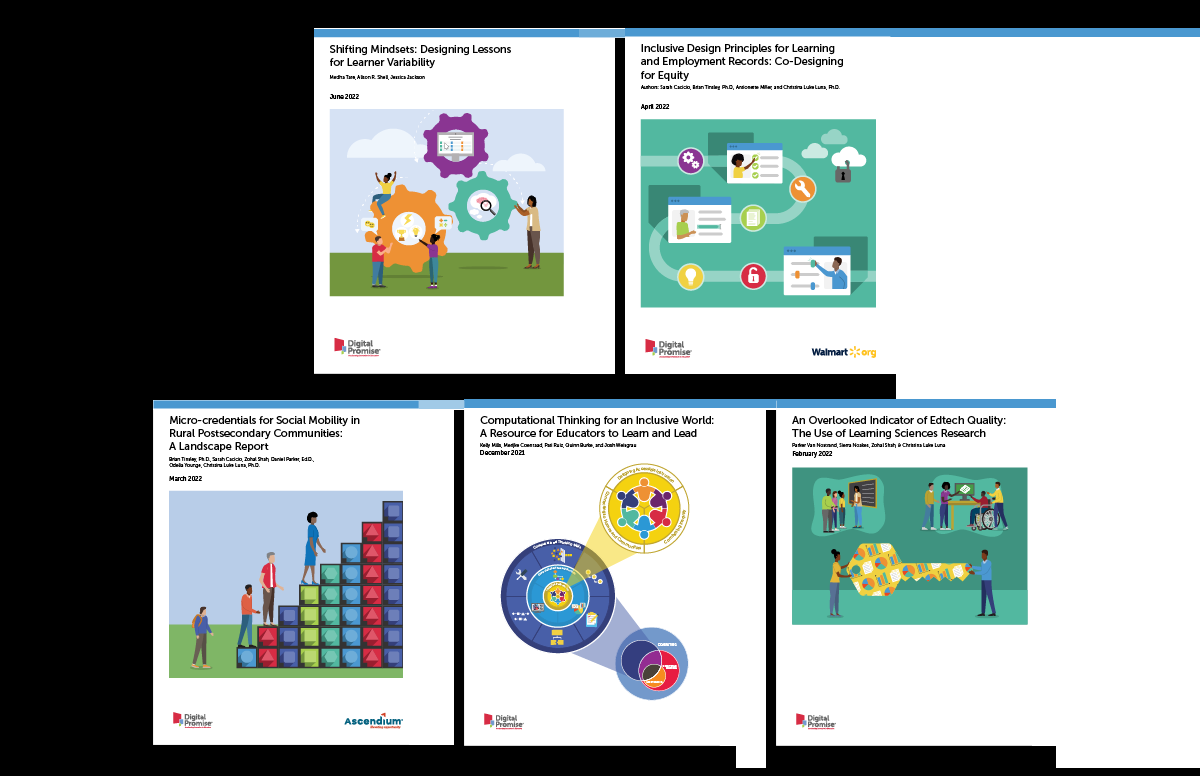 Shifting Mindsets: Designing Lessons
for Learner Variability
Medha Tare, Alison R. Shell, Jessica Jackson
June 2022
Digital
Promise
Inclusive Design Principles for Learning
and Employment Records: Co-Designing
for Equity
Authors: Sarah Cacicio, Brian Tinsley, Ph.D., Antionette Miller, and Christina Luke Luna, Ph.D.
April 2022
Digital
Promise
Walmart org
Micro-credentials for Social Mobility in
Rural Postsecondary Communities:
A Landscape Report
Brian Tinsley, Ph.D., Sarah Cacicio, Zohal Shah, Daniel Parker, Ed.D.,
Odelia Younge, Christina Luke Luna, Ph.D.
March 2022
Digital
Promise
Ascendium
Computational Thinking for an Inclusive World:
A Resource for Educators to Learn and Lead
Kelly Mills, Merijke Coenraad, Pati Ruiz, Quinn Burke, and Josh Weisgrau
December 2021
Digital
Promise
An Overlooked Indicator of Edtech Quality:
The Use of Learning Sciences Research
Parker Van Nostrand, Sierra Noakes, Zohal Shah, & Christina Luke Luna
February 2022
Digital
Promise